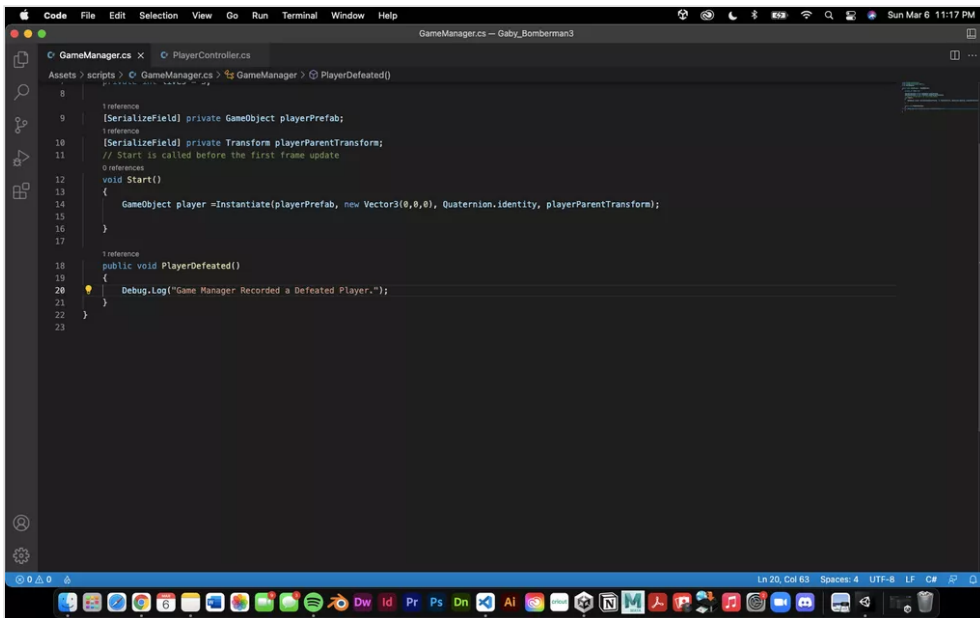 Code File Edit Selection View Go Run Terminal Window Help Sun Mar 6 11:17 PM
GameManager.cs — Gaby_Bomberman3
GameManager.cs PlayerController.cs
Assets > scripts > GameManager.cs > GameManager > PlayerDefeated()
8
1 reference
9 [SerializeField] private GameObject playerPrefab;
1 reference
10 [SerializeField] private Transform playerParentTransform;
11 // Start is called before the first frame update
0 references
12 void Start()
13 {
14 GameObject player =Instantiate(playerPrefab, new Vector3(0,0,0), Quaternion.identity, playerParentTransform);
15
16 }
17
1 reference
18 public void PlayerDefeated()
19 {
20 Debug.Log("Game Manager Recorded a Defeated Player.");
21 }
22 }
23
0 0 Ln 20, Col 63 Spaces: 4 UTF-8 LF C#
6 Dw Id Pr Ps Dn Ai cricut N M